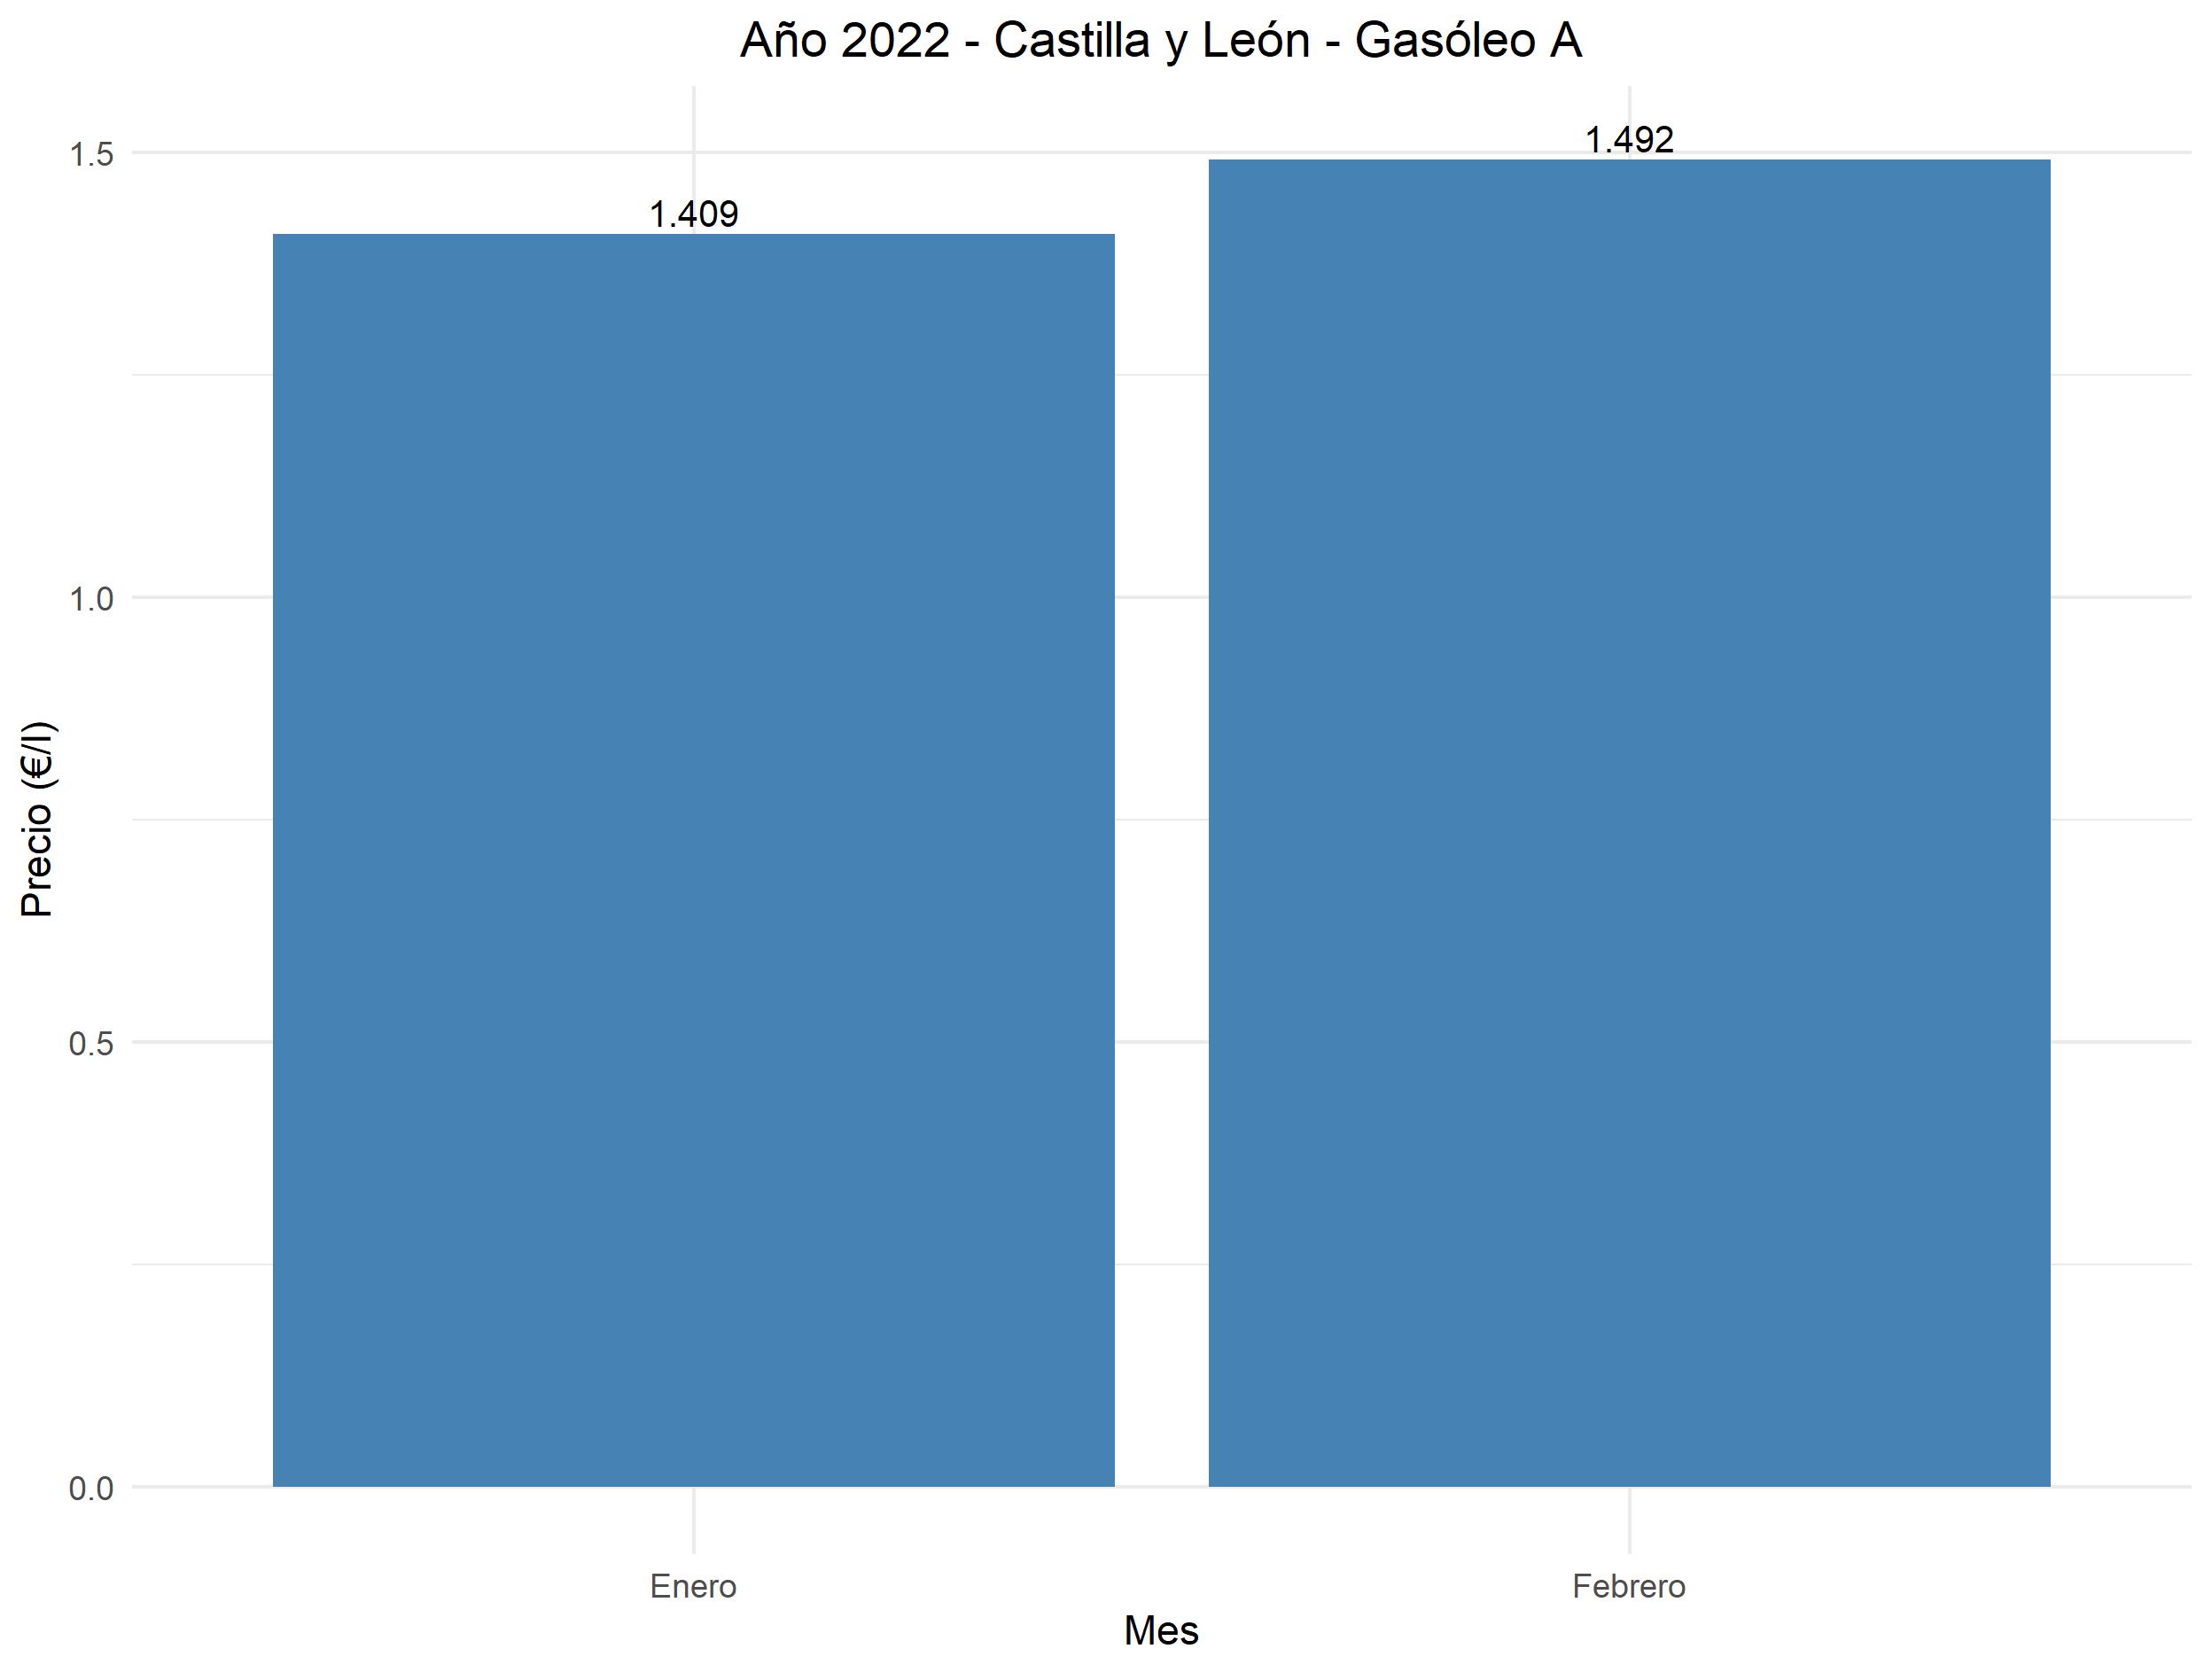 Año 2022 - Castilla y León - Gasóleo A
1.492
1.5
1.409
1.0
Precio (€/l)
0.5
0.0
Enero
Febrero
Mes